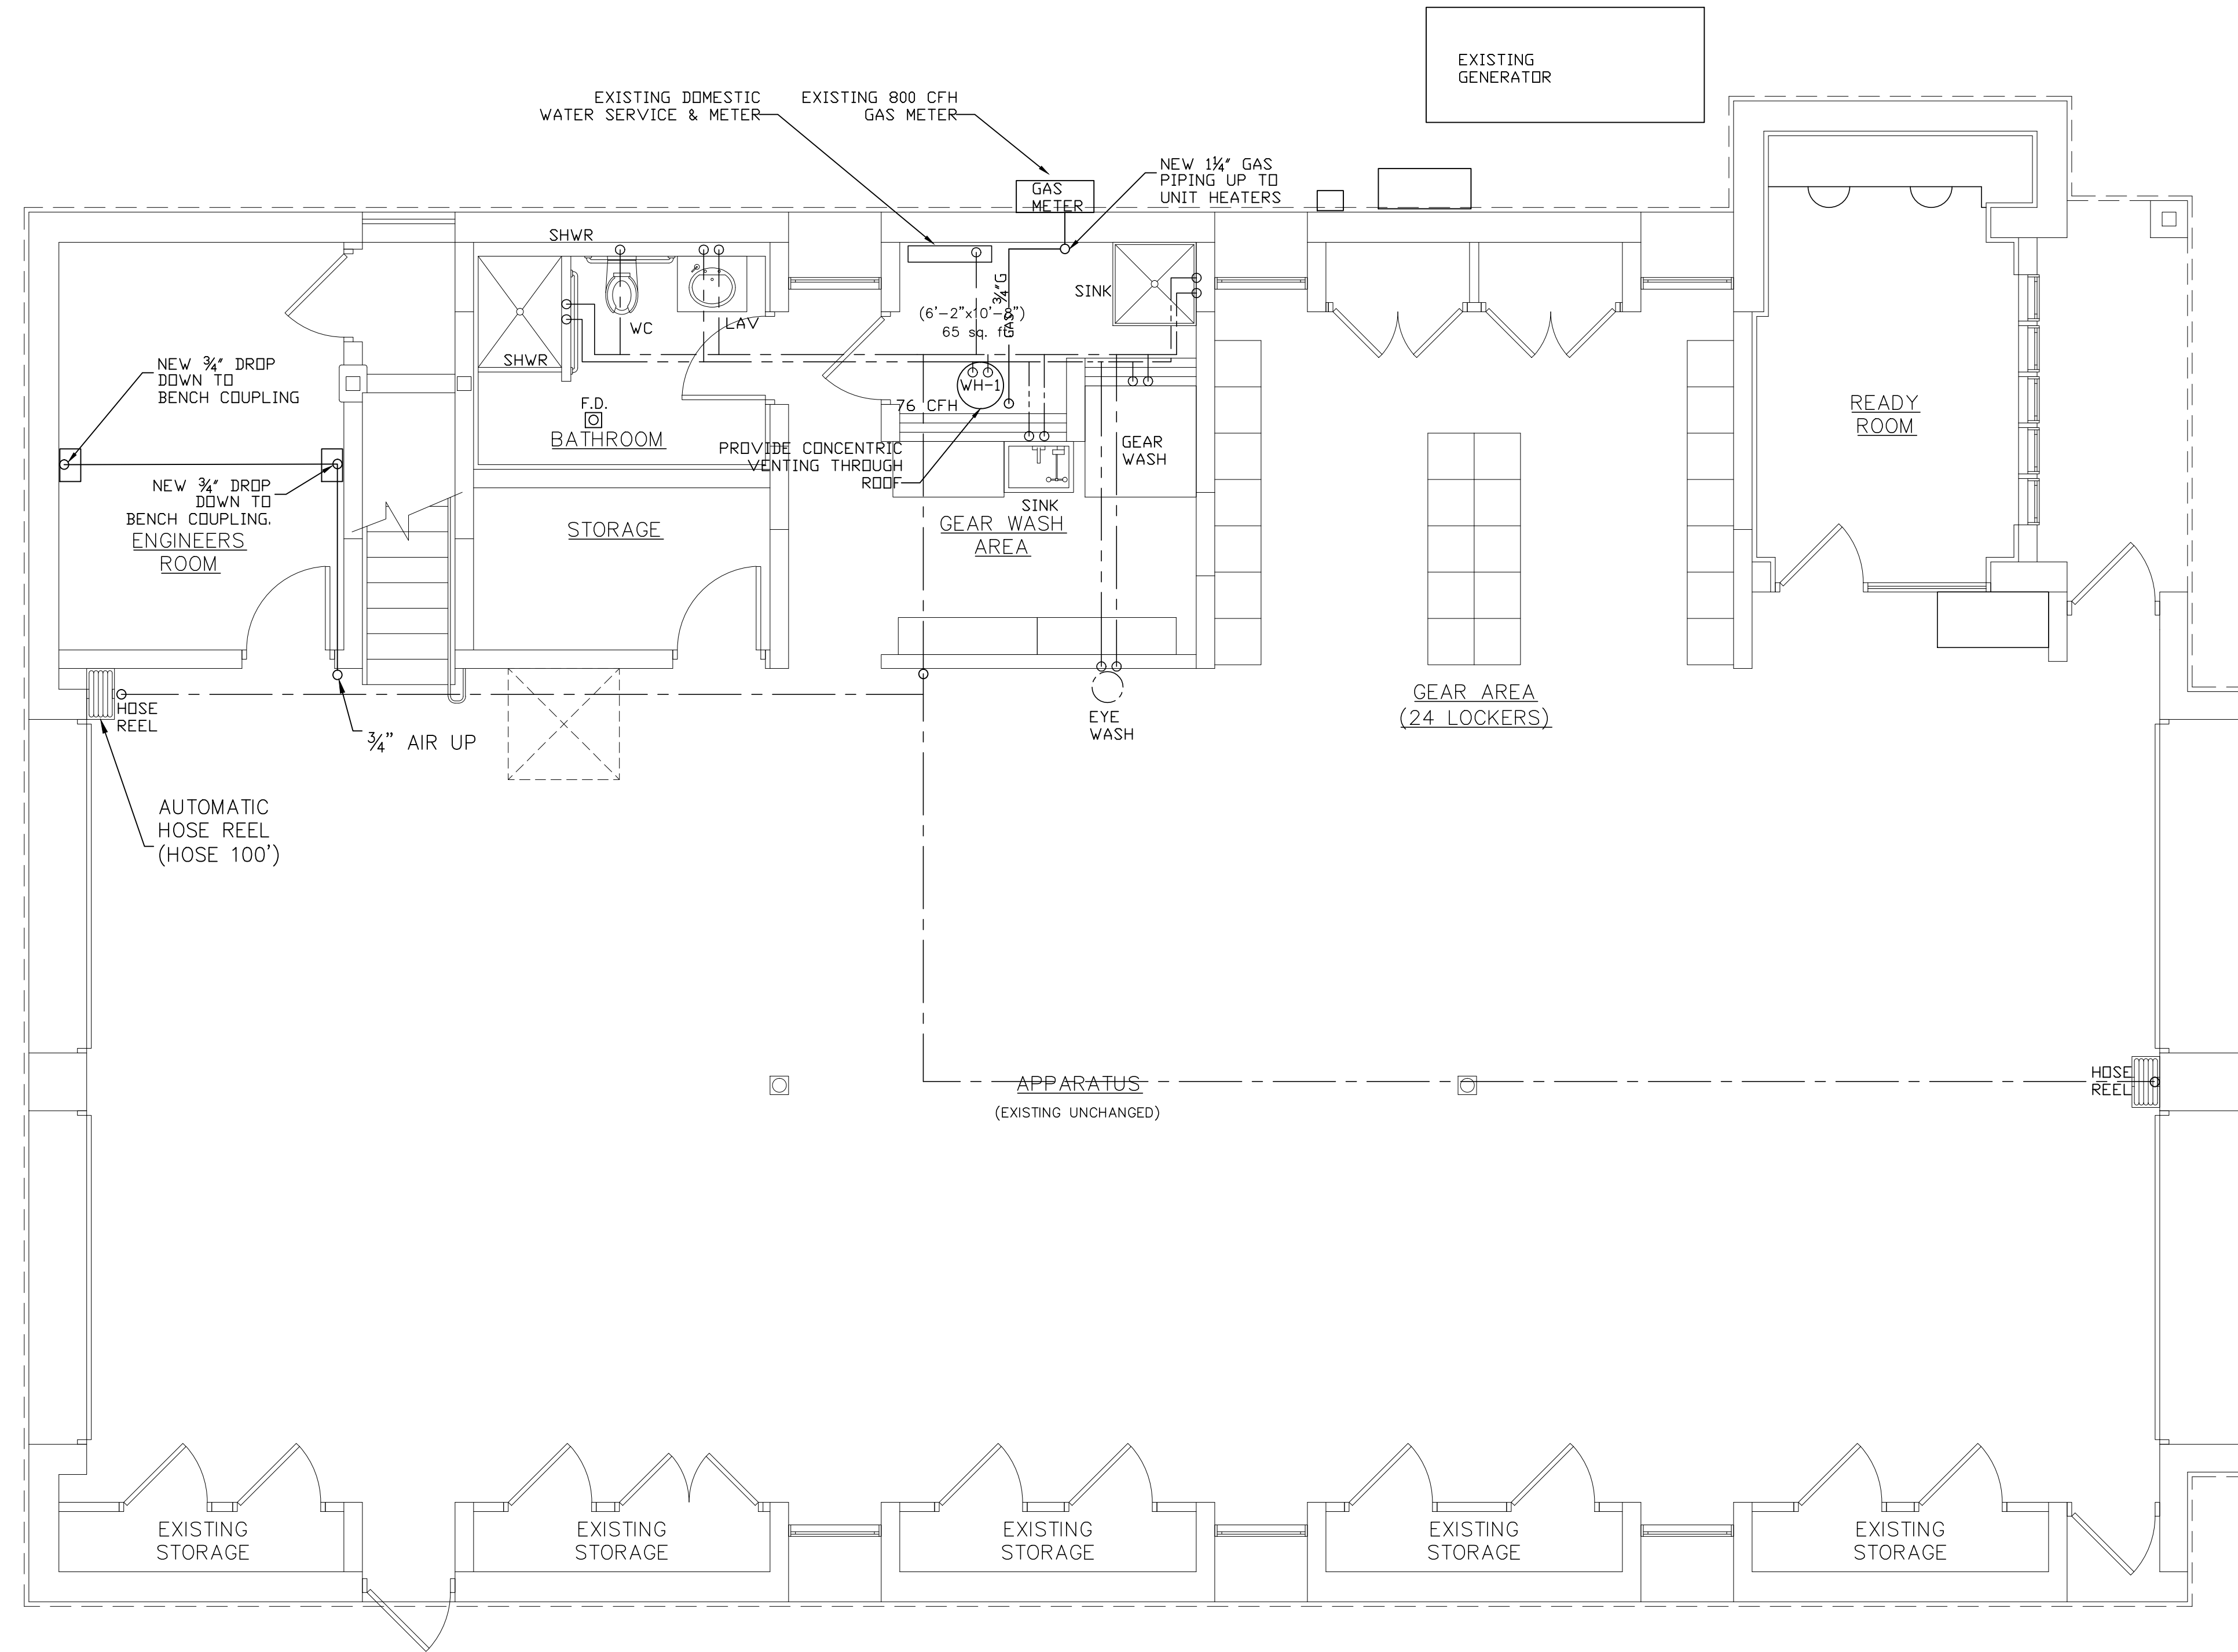 EXISTING
GENERATOR
EXISTING DOMESTIC
WATER SERVICE & METER
EXISTING 800 CFH
GAS METER
GAS
METER
NEW 1¼" GAS
PIPING UP TO
UNIT HEATERS
SHWR
WC
LAV
SHWR
F.D.
BATHROOM
¾"G
GAS
(6'-2"x10'-8")
65 sq. ft.
SINK
WH-1
76 CFH
PROVIDE CONCENTRIC
VENTING THROUGH
ROOF
GEAR
WASH
SINK
GEAR WASH
AREA
NEW ¾" DROP
DOWN TO
BENCH COUPLING
NEW ¾" DROP
DOWN TO
BENCH COUPLING.
ENGINEERS
ROOM
STORAGE
READY
ROOM
GEAR AREA
(24 LOCKERS)
HOSE
REEL
¾" AIR UP
EYE
WASH
AUTOMATIC
HOSE REEL
(HOSE 100')
APPARATUS
(EXISTING UNCHANGED)
HOSE
REEL
EXISTING
STORAGE
EXISTING
STORAGE
EXISTING
STORAGE
EXISTING
STORAGE
EXISTING
STORAGE